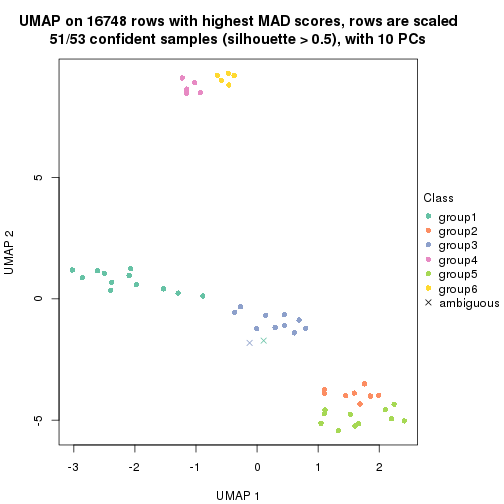 UMAP on 16748 rows with highest MAD scores, rows are scaled
51/53 confident samples (silhouette > 0.5), with 10 PCs
5
0
-5
UMAP 2
-3
-2
-1
0
1
2
UMAP 1
Class
group1
group2
group3
group4
group5
group6
ambiguous